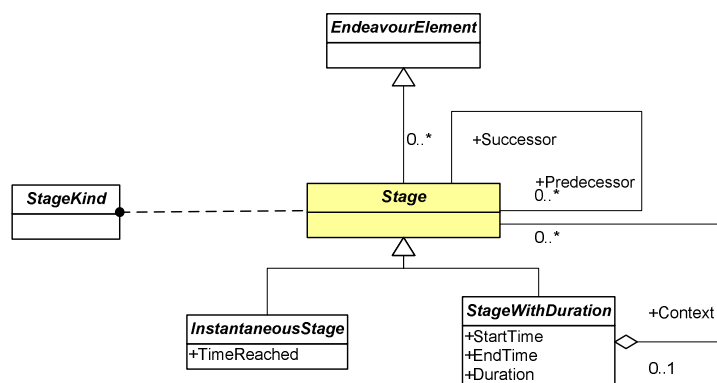 EndeavourElement
0..*
+Successor
+Predecessor
0..*
StageKind
Stage
0..*
InstantaneousStage
+TimeReached
StageWithDuration
+StartTime
+EndTime
+Duration
+Context
0..1